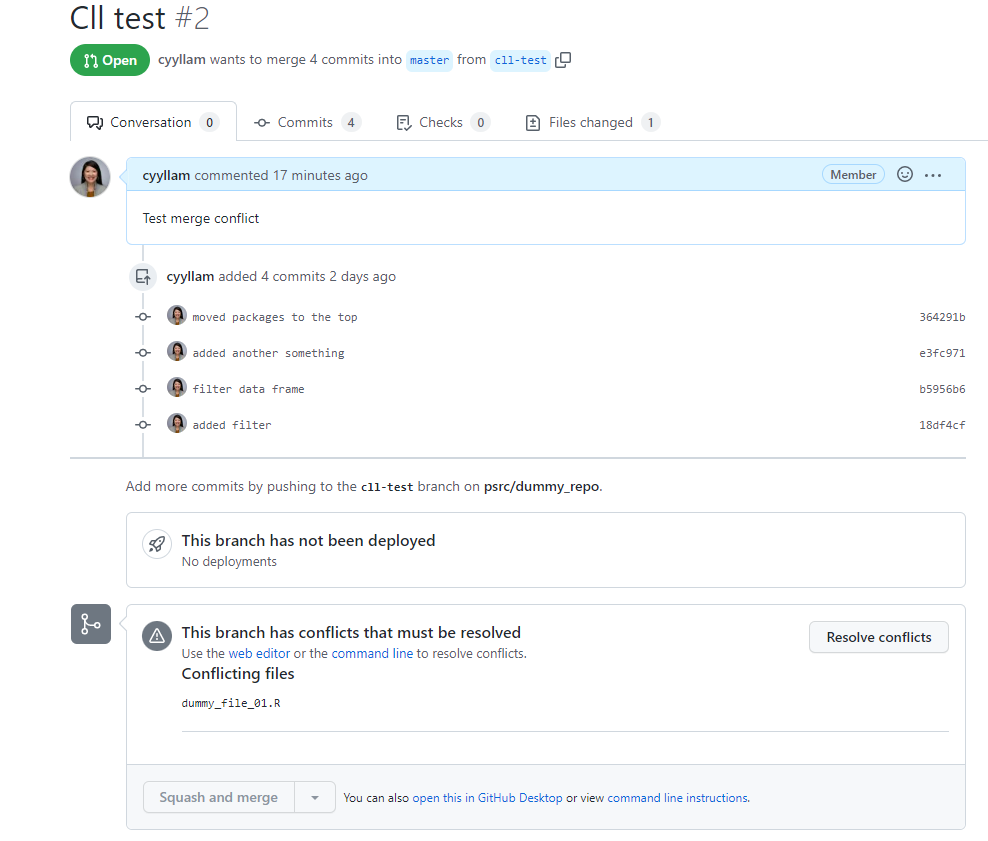 Cll test #2
Open cyyllam wants to merge 4 commits into master from cll-test
Conversation 0 Commits 4 Checks 0 Files changed 1
cyyllam commented 17 minutes ago Member
Test merge conflict
cyyllam added 4 commits 2 days ago
moved packages to the top 364291b
added another something e3fc971
filter data frame b5956b6
added filter 18df4cf
Add more commits by pushing to the cll-test branch on psrc/dummy_repo.
This branch has not been deployed
No deployments
This branch has conflicts that must be resolved
Use the web editor or the command line to resolve conflicts.
Resolve conflicts
Conflicting files
dummy_file_01.R
Squash and merge You can also open this in GitHub Desktop or view command line instructions.